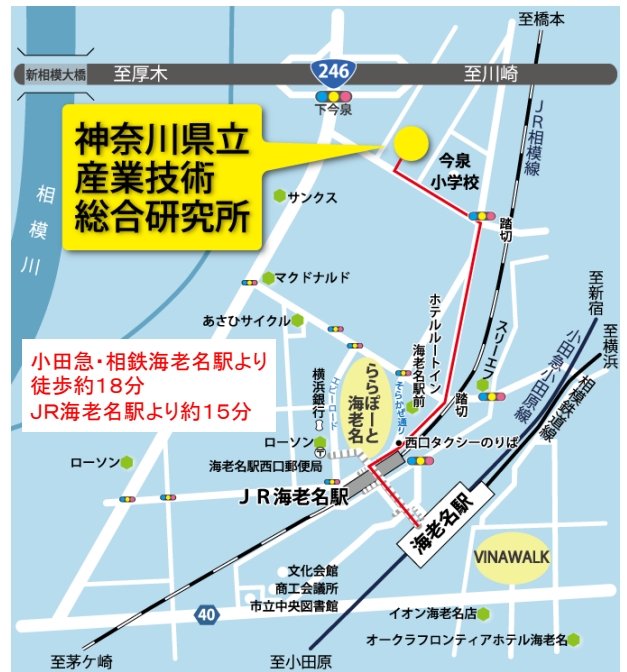 至橋本
新相模大橋
至厚木
246
至川崎
下今泉
JR相模線
神奈川県立
産業技術
総合研究所
今泉
小学校
相模川
サンクス
踏切
マクドナルド
至新宿
あさひサイクル
ホテルルートイン
海老名駅前
スリーエフ
小田急小田原線
至横浜
相模鉄道線
小田急・相鉄海老名駅より
徒歩約18分
JR海老名駅より約15分
横浜銀行
スピーロード
ららぽーと
海老名
そらかぜ通り
踏切
ローソン
西口タクシーのりば
ローソン
海老名駅西口郵便局
JR海老名駅
海老名駅
VINAWALK
文化会館
商工会議所
市立中央図書館
40
イオン海老名店
オークラフロンティアホテル海老名
至茅ケ崎
至小田原